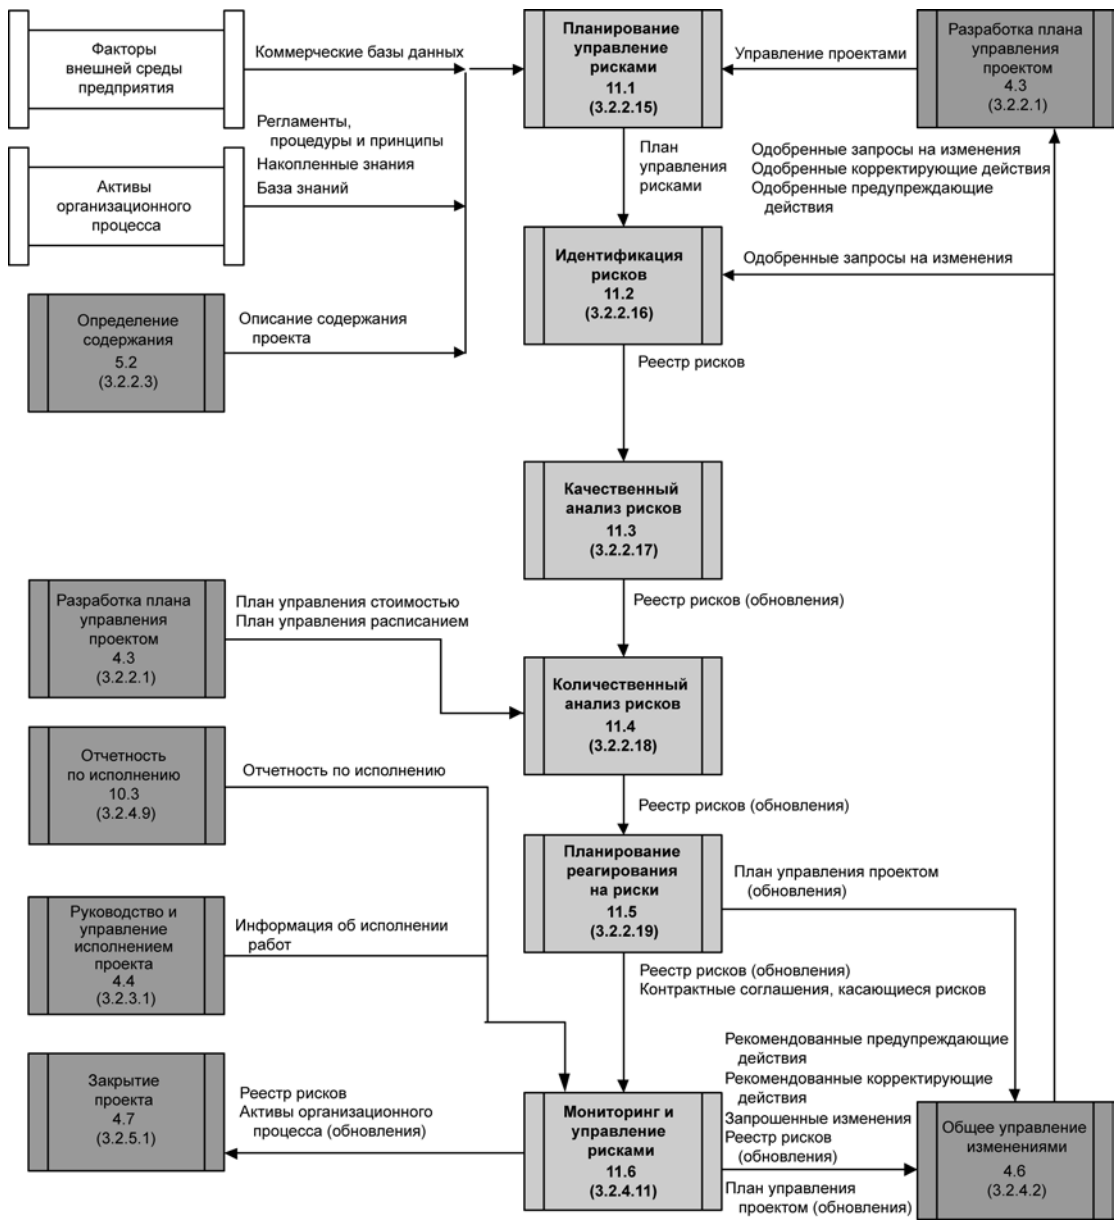 Факторы
внешней среды
предприятия
Коммерческие базы данных
Планирование
управление
рисками
11.1
(3.2.2.15)
Управление проектами
Разработка плана
управления
проектом
4.3
(3.2.2.1)
Регламенты,
процедуры и принципы
Накопленные знания
База знаний
Активы
организационного
процесса
План
управления
рисками
Одобренные запросы на изменения
Одобренные корректирующие действия
Одобренные предупреждающие
действия
Идентификация
рисков
11.2
(3.2.2.16)
Одобренные запросы на изменения
Определение
содержания
5.2
(3.2.2.3)
Описание содержания
проекта
Реестр рисков
Качественный
анализ рисков
11.3
(3.2.2.17)
Реестр рисков (обновления)
Разработка плана
управления
проектом
4.3
(3.2.2.1)
План управления стоимостью
План управления расписанием
Количественный
анализ рисков
11.4
(3.2.2.18)
Отчетность
по исполнению
10.3
(3.2.4.9)
Отчетность по исполнению
Реестр рисков (обновления)
Планирование
реагирования
на риски
11.5
(3.2.2.19)
План управления проектом
(обновления)
Руководство и
управление
исполнением
проекта
4.4
(3.2.3.1)
Информация об исполнении
работ
Реестр рисков (обновления)
Контрактные соглашения, касающиеся рисков
Закрытие
проекта
4.7
(3.2.5.1)
Реестр рисков
Активы организационного
процесса (обновления)
Мониторинг и
управление
рисками
11.6
(3.2.4.11)
Рекомендованные предупреждающие
действия
Рекомендованные корректирующие
действия
Запрошенные изменения
Реестр рисков
(обновления)
План управления
проектом (обновления)
Общее управление
изменениями
4.6
(3.2.4.2)